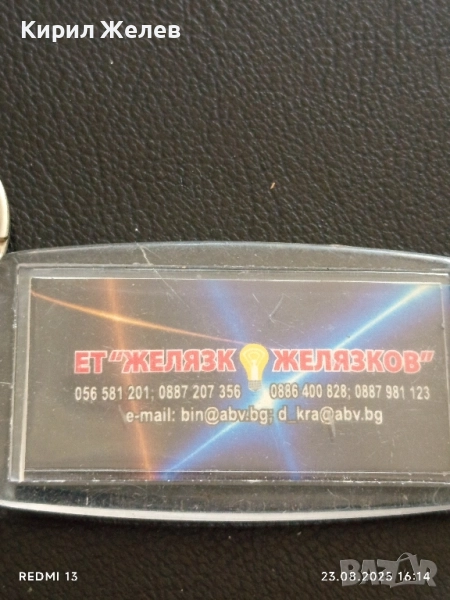 Кирил Желев
ЕТ "ЖЕЛЯЗК ЖЕЛЯЗКОВ"
056 581 201; 0887 207 356 0886 400 828; 0887 981 123
e-mail: bin@abv.bg; d_kra@abv.bg
REDMI 13
23.08.2025 16:14
BAZAR